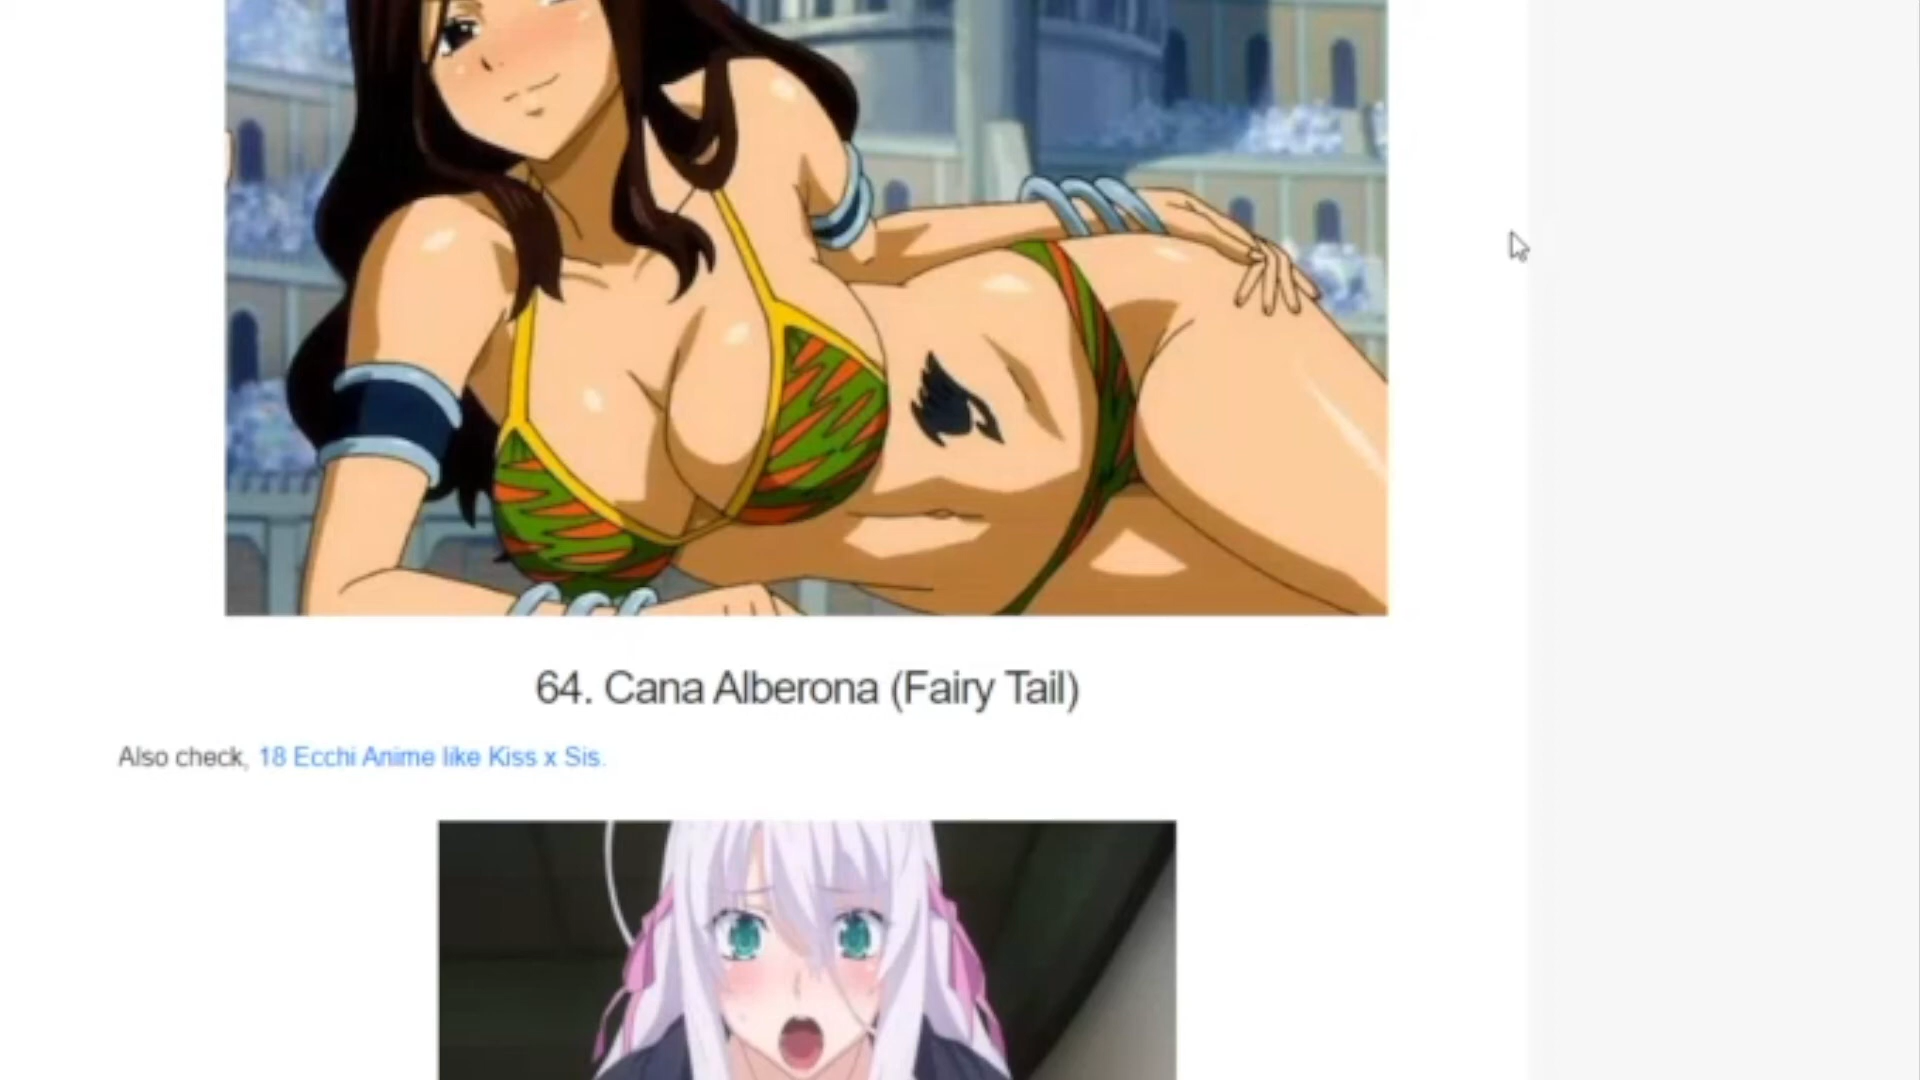 64. Cana Alberona (Fairy Tail)
Also check, 18 Ecchi Anime like Kiss x Sis.